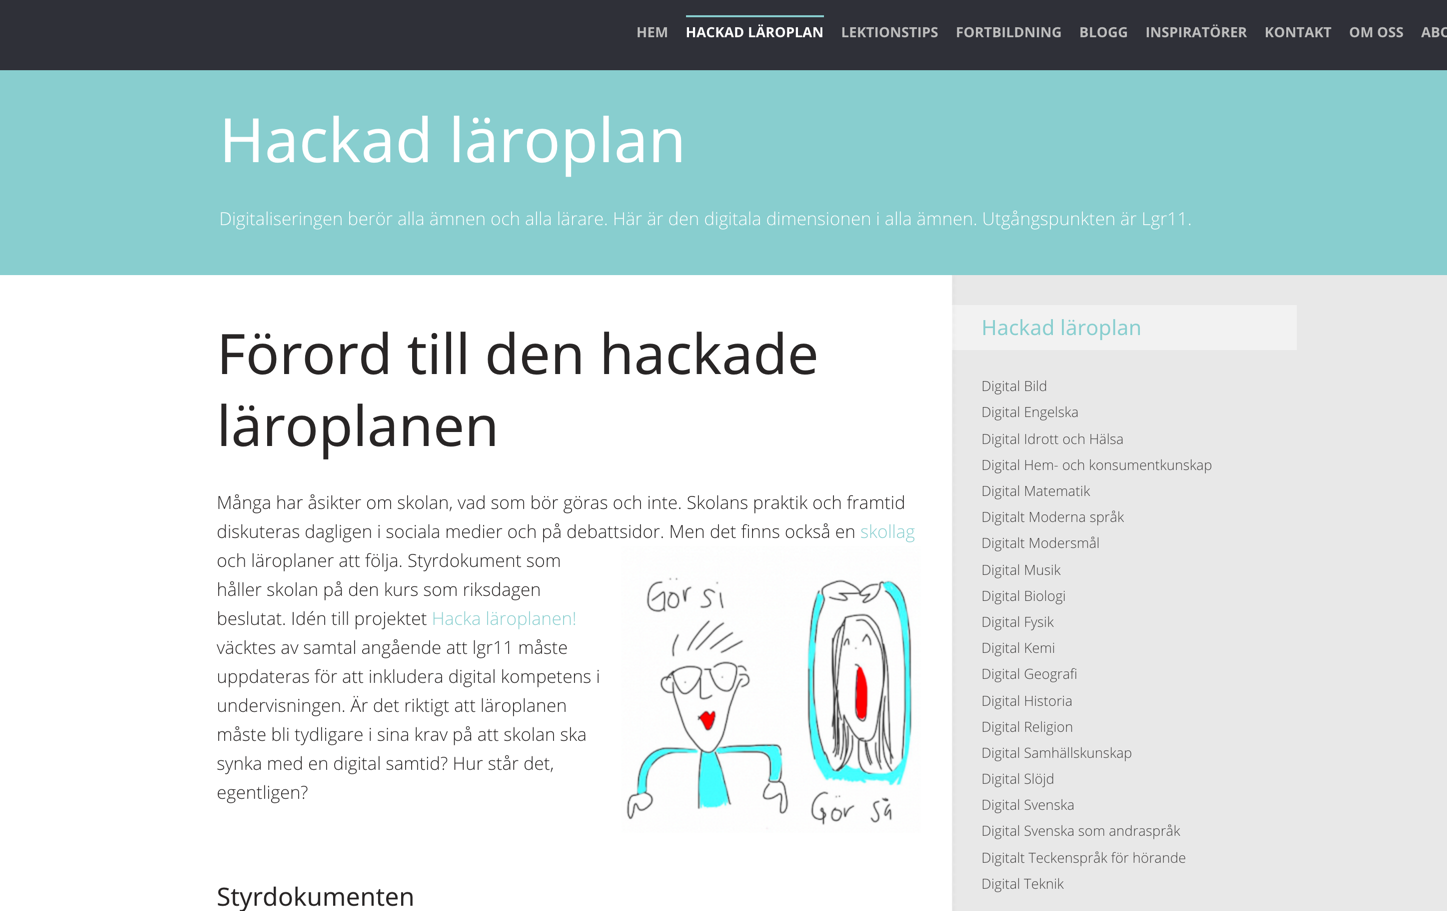 HEM HACKAD LÄROPLAN LEKTIONSTIPS FORTBILDNING BLOGG INSPIRATÖRER KONTAKT OM OSS
Hackad läroplan
Digitaliseringen berör alla ämnen och alla lärare. Här är den digitala dimensionen i alla ämnen. Utgångspunkten är Lgr11.
Förord till den hackade
läroplanen
Många har åsikter om skolan, vad som bör göras och inte. Skolans praktik och framtid
diskuteras dagligen i sociala medier och på debattsidor. Men det finns också en skollag
och läroplaner att följa. Styrdokument som
håller skolan på den kurs som riksdagen
beslutat. Idén till projektet Hacka läroplanen!
väcktes av samtal angående att lgr11 måste
uppdateras för att inkludera digital kompetens i
undervisningen. Är det riktigt att läroplanen
måste bli tydligare i sina krav på att skolan ska
synka med en digital samtid? Hur står det,
egentligen?
Gör si
Gör så
Styrdokumenten
Hackad läroplan
Digital Bild
Digital Engelska
Digital Idrott och Hälsa
Digital Hem- och konsumentkunskap
Digital Matematik
Digitalt Moderna språk
Digitalt Modersmål
Digital Musik
Digital Biologi
Digital Fysik
Digital Kemi
Digital Geografi
Digital Historia
Digital Religion
Digital Samhällskunskap
Digital Slöjd
Digital Svenska
Digital Svenska som andraspråk
Digitalt Teckenspråk för hörande
Digital Teknik